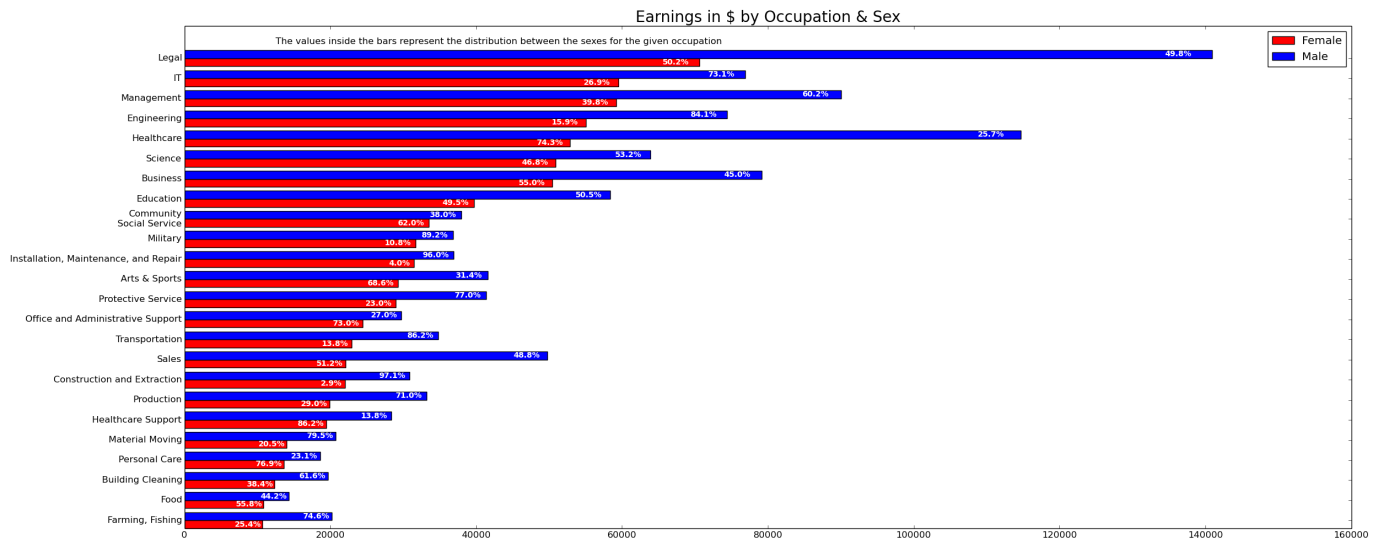 Earnings in $ by Occupation & Sex
The values inside the bars represent the distribution between the sexes for the given occupation
Female
Male
Legal
49.8%
50.2%
IT
73.1%
26.9%
Management
60.2%
39.8%
Engineering
84.1%
15.9%
Healthcare
25.7%
74.3%
Science
53.2%
46.8%
Business
45.0%
55.0%
Education
50.5%
49.5%
Community
Social Service
38.0%
62.0%
Military
89.2%
10.8%
Installation, Maintenance, and Repair
96.0%
4.0%
Arts & Sports
31.4%
68.6%
Protective Service
77.0%
23.0%
Office and Administrative Support
27.0%
73.0%
Transportation
86.2%
13.8%
Sales
48.8%
51.2%
Construction and Extraction
97.1%
2.9%
Production
71.0%
29.0%
Healthcare Support
13.8%
86.2%
Material Moving
79.5%
20.5%
Personal Care
23.1%
76.9%
Building Cleaning
61.6%
38.4%
Food
44.2%
55.8%
Farming, Fishing
74.6%
25.4%
0 20000 40000 60000 80000 100000 120000 140000 160000